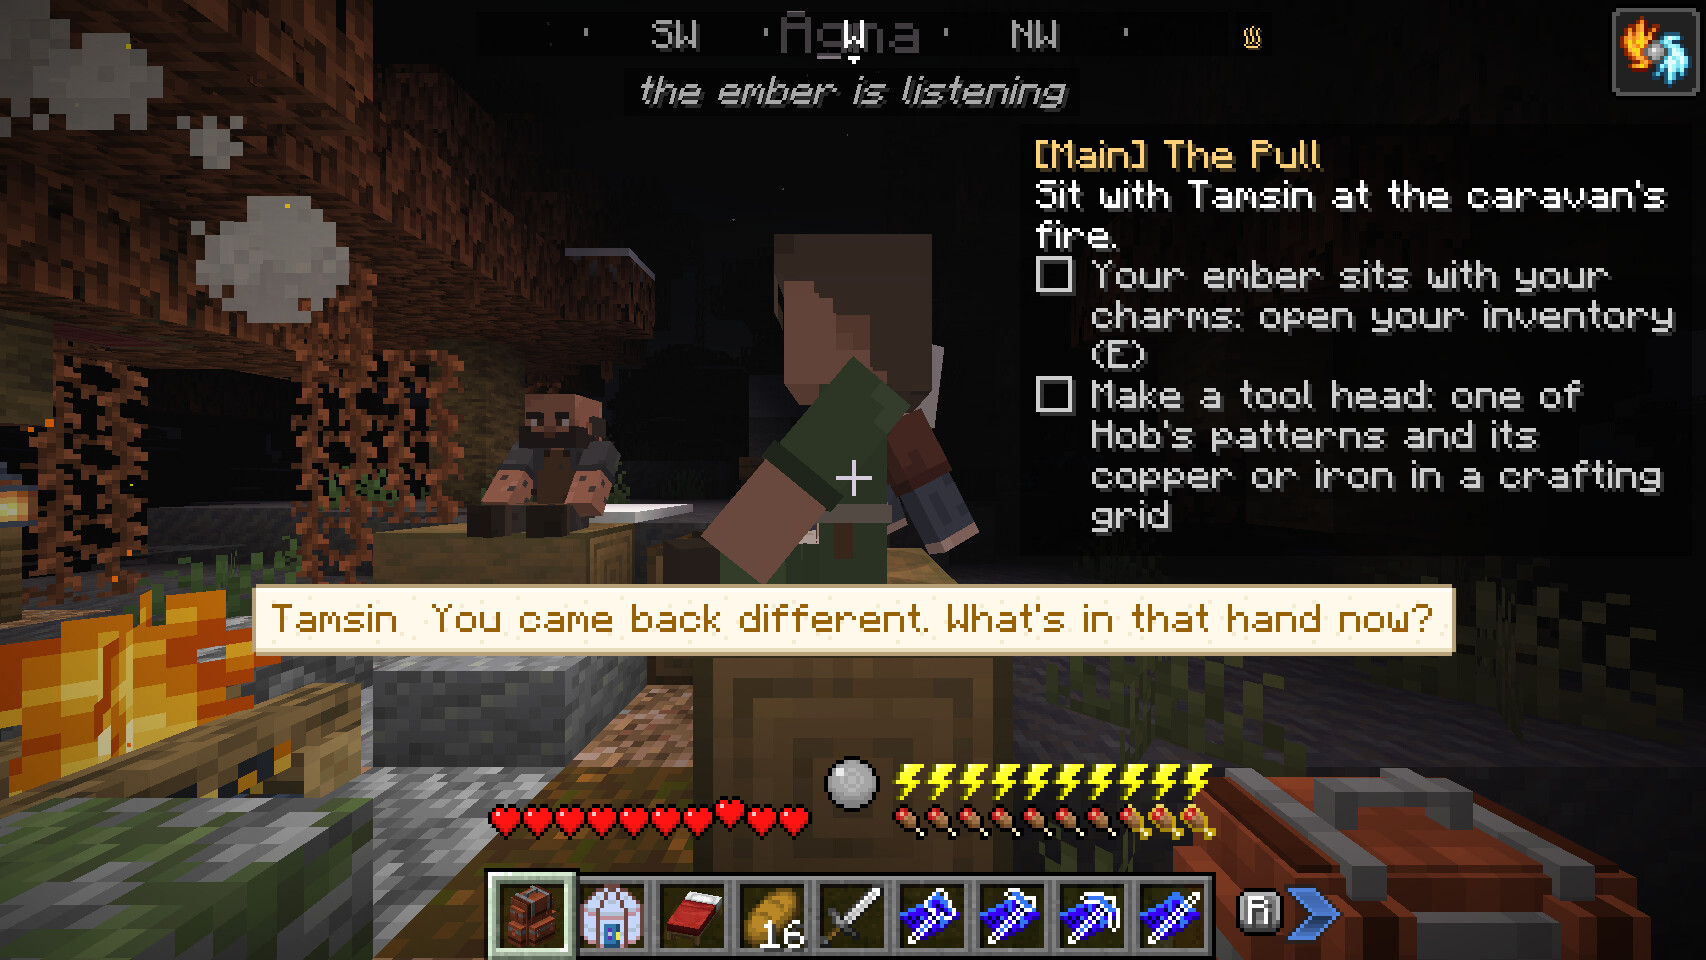 SW W NW
Agma
the ember is listening
[Main] The Pull
Sit with Tamsin at the caravan's
fire.
Your ember sits with your
charms: open your inventory
(E)
Make a tool head: one of
Hob's patterns and its
copper or iron in a crafting
grid
Tamsin You came back different. What's in that hand now?
16
R